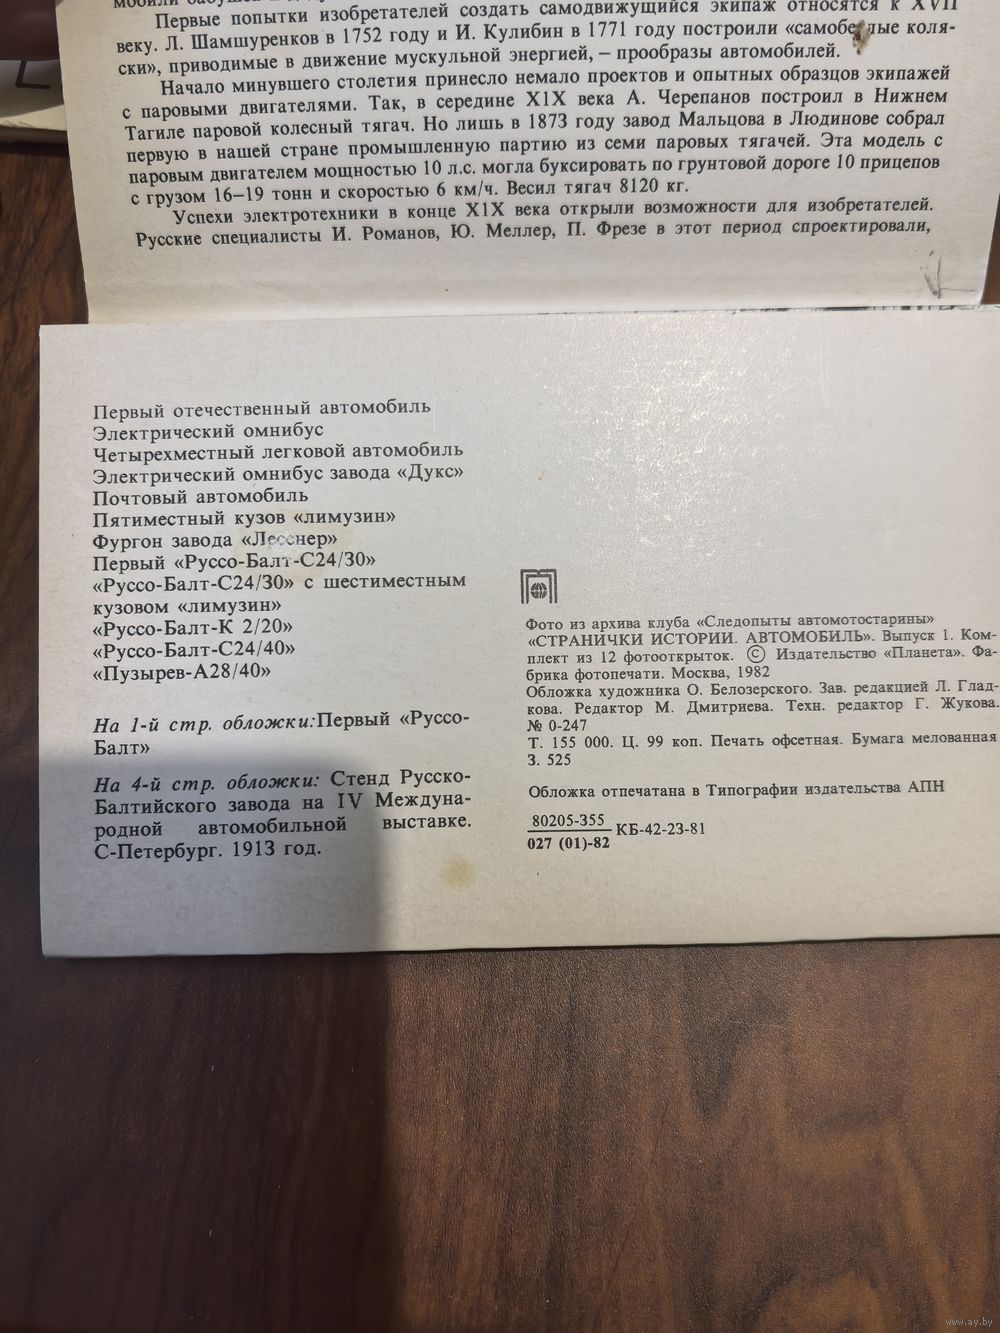 Первые попытки изобретателей создать самодвижущийся экипаж относятся к XVII
веку. Л. Шамшуренков в 1752 году и И. Кулибин в 1771 году построили «самобеглые коля-
ски», приводимые в движение мускульной энергией, – прообразы автомобилей.
Начало минувшего столетия принесло немало проектов и опытных образцов экипажей
с паровыми двигателями. Так, в середине X1X века А. Черепанов построил в Нижнем
Тагиле паровой колесный тягач. Но лишь в 1873 году завод Мальцова в Людинове собрал
первую в нашей стране промышленную партию из семи паровых тягачей. Эта модель с
паровым двигателем мощностью 10 л.с. могла буксировать по грунтовой дороге 10 прицепов
с грузом 16–19 тонн и скоростью 6 км/ч. Весил тягач 8120 кг.
Успехи электротехники в конце X1X века открыли возможности для изобретателей.
Русские специалисты И. Романов, Ю. Меллер, П. Фрезе в этот период спроектировали,
Первый отечественный автомобиль
Электрический омнибус
Четырехместный легковой автомобиль
Электрический омнибус завода «Дукс»
Почтовый автомобиль
Пятиместный кузов «лимузин»
Фургон завода «Лесснер»
Первый «Руссо-Балт-С24/30»
«Руссо-Балт-С24/30» с шестиместным
кузовом «лимузин»
«Руссо-Балт-К 2/20»
«Руссо-Балт-С24/40»
«Пузырев-А28/40»
На 1-й стр. обложки:Первый «Руссо-
Балт»
На 4-й стр. обложки: Стенд Русско-
Балтийского завода на IV Междуна-
родной автомобильной выставке.
С-Петербург. 1913 год.
Фото из архива клуба «Следопыты автомотостарины»
«СТРАНИЧКИ ИСТОРИИ. АВТОМОБИЛЬ». Выпуск 1. Ком-
плект из 12 фотооткрыток. © Издательство «Планета». Фа-
брика фотопечати. Москва, 1982
Обложка художника О. Белозерского. Зав. редакцией Л. Глад-
кова. Редактор М. Дмитриева. Техн. редактор Г. Жукова.
№ 0-247
Т. 155 000. Ц. 99 коп. Печать офсетная. Бумага мелованная
З. 525
Обложка отпечатана в Типографии издательства АПН
80205-355
КБ-42-23-81
027 (01)-82
www.ay.by